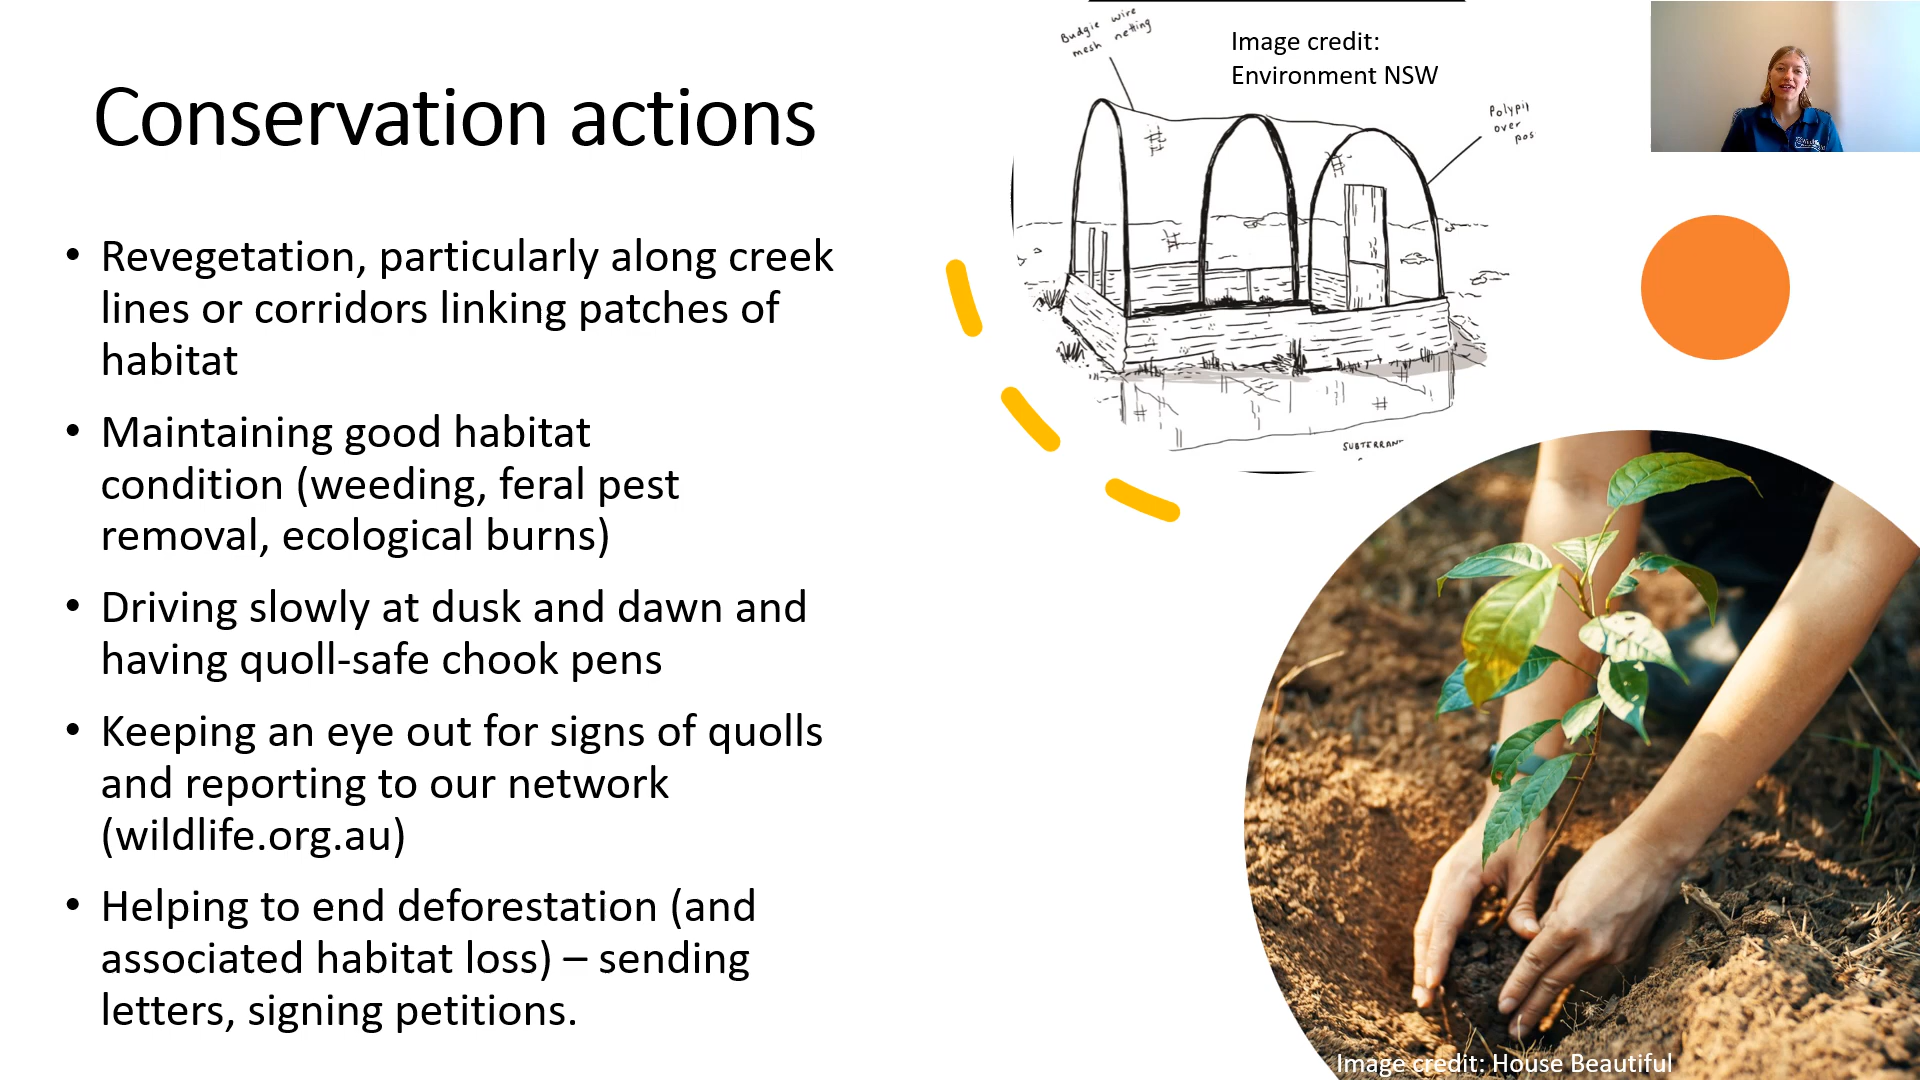 Conservation actions
• Revegetation, particularly along creek
lines or corridors linking patches of
habitat
• Maintaining good habitat
condition (weeding, feral pest
removal, ecological burns)
• Driving slowly at dusk and dawn and
having quoll-safe chook pens
• Keeping an eye out for signs of quolls
and reporting to our network
(wildlife.org.au)
• Helping to end deforestation (and
associated habitat loss) – sending
letters, signing petitions.
Budgie wire
mesh netting
Image credit:
Environment NSW
Polypi
over
pos
SUBTERRAN
Image credit: House Beautiful